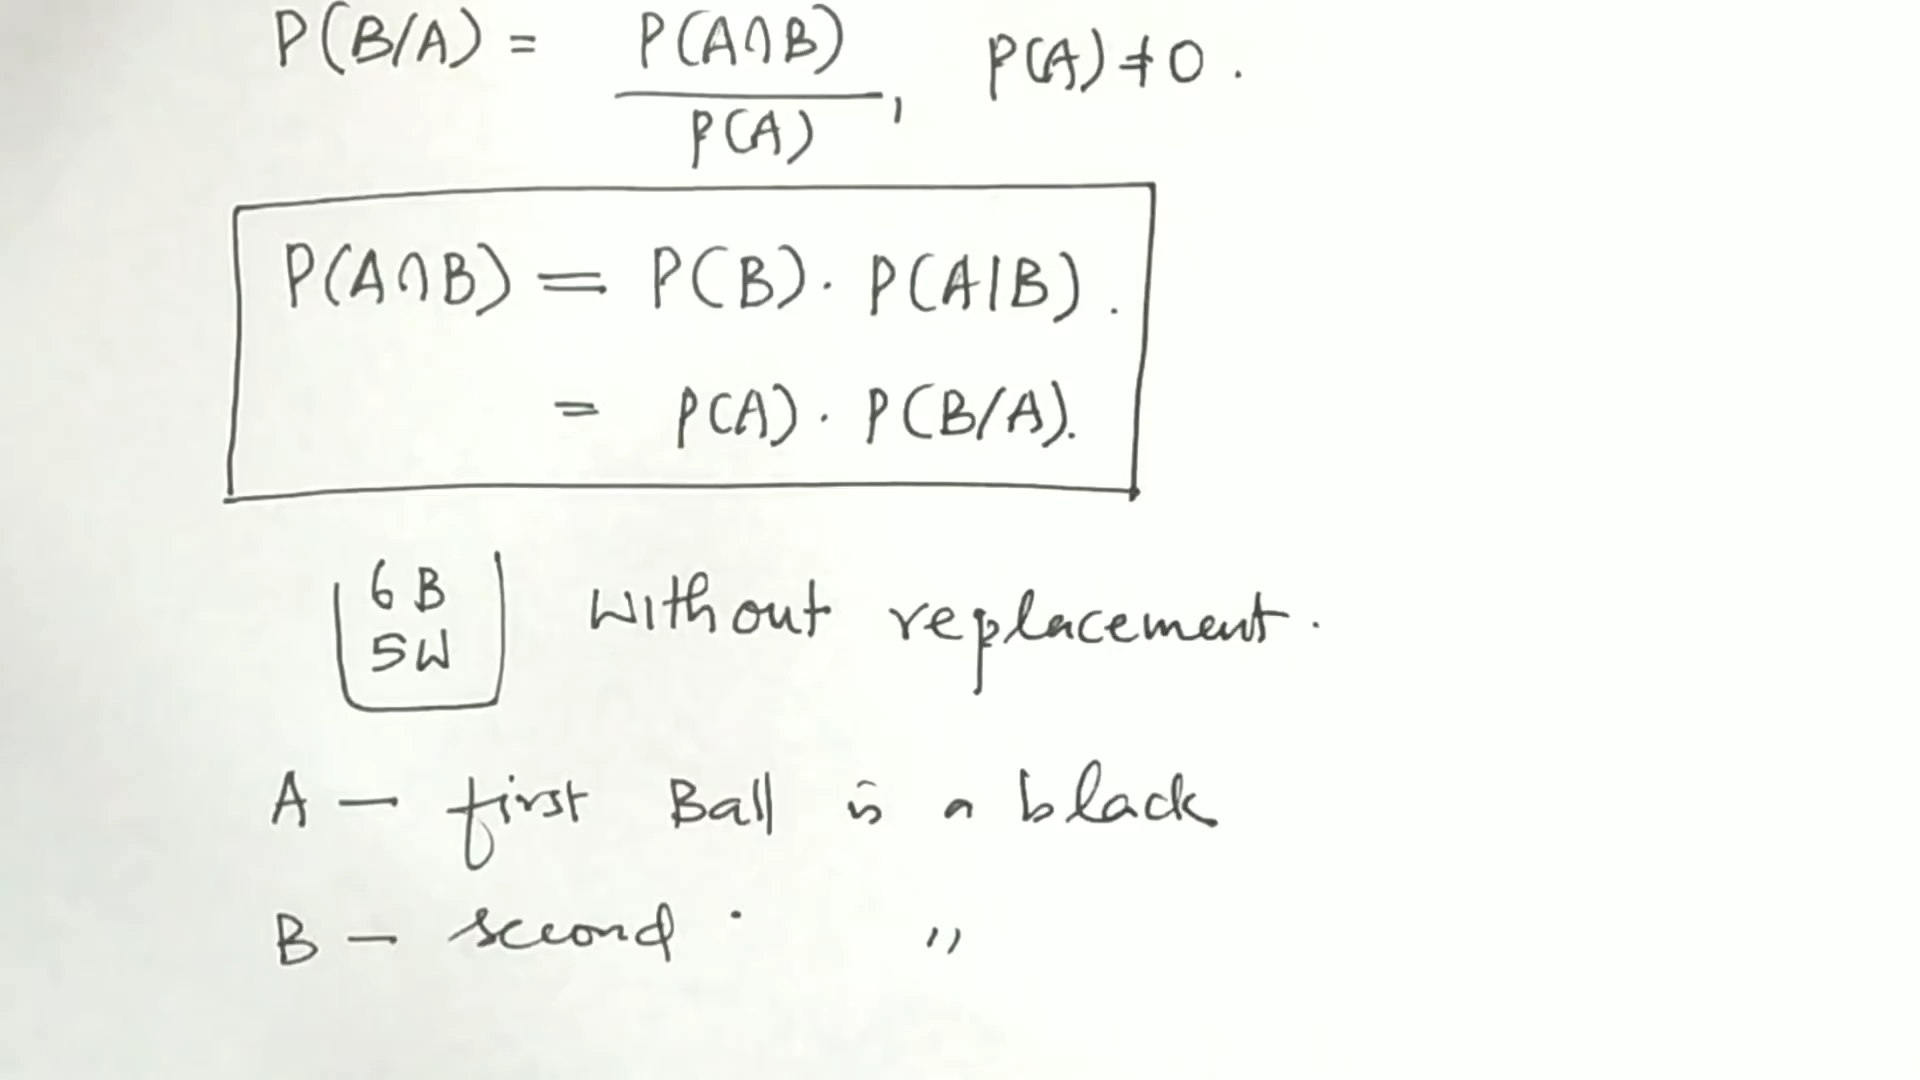 P(B/A) = P(A∩B) / P(A), P(A) ≠ 0.
P(A∩B) = P(B). P(A|B).
= P(A). P(B/A).
6 B
5 W
without replacement.
A — first Ball is a black
B — second " "